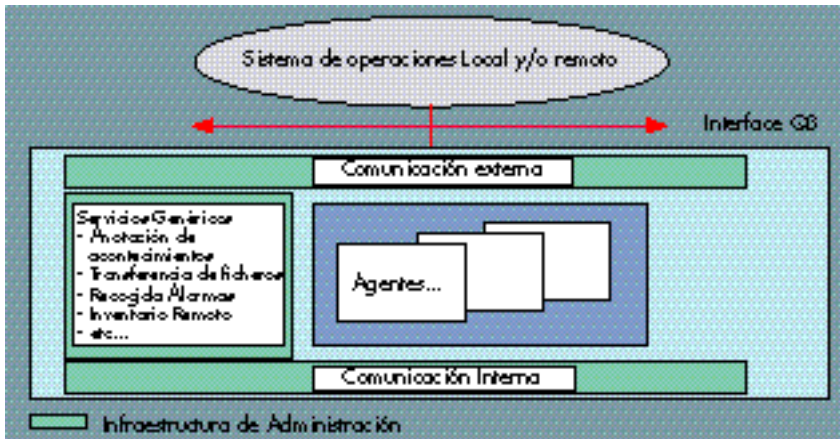 Sistema de operaciones Local y/o remoto
Interface Q3
Comunicación externa
Servicios Genéricos
- Anotación de
acontecimientos
- Transferencia de ficheros
- Recogida Alarmas
- Inventario Remoto
- etc...
Agentes...
Comunicación Interna
Infraestructura de Administración